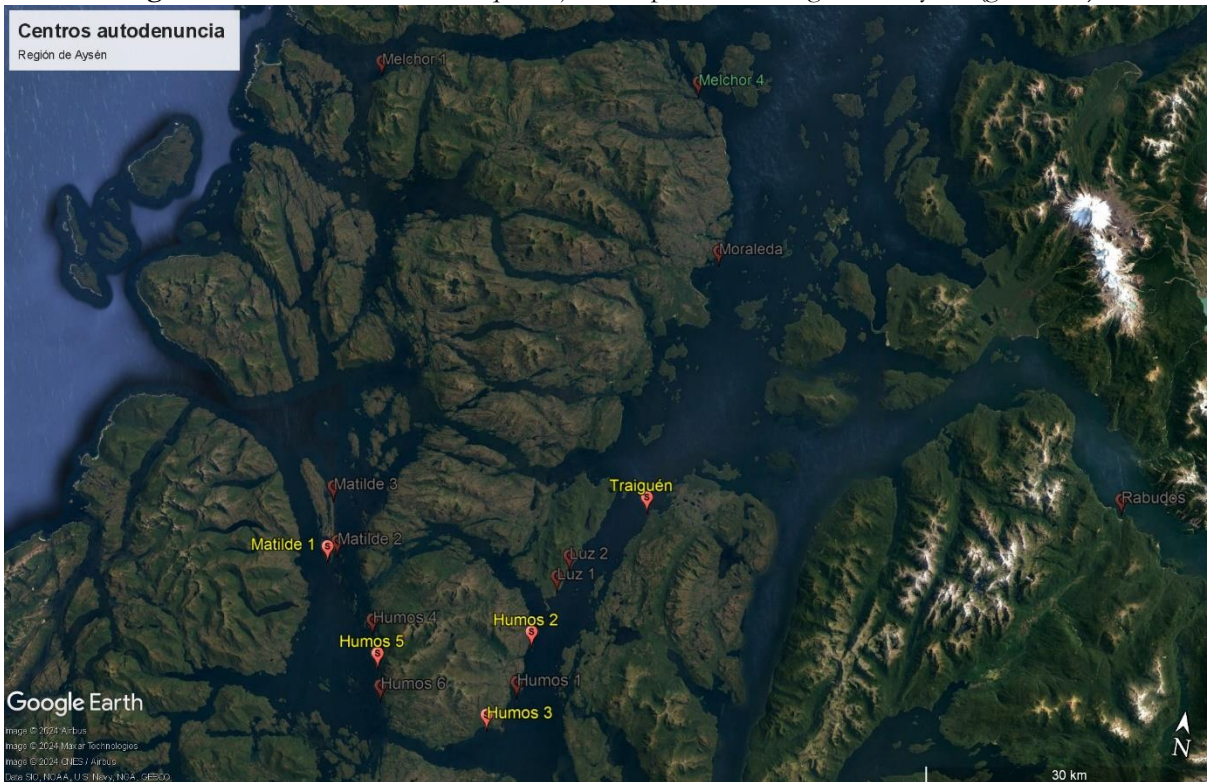 Centros autodenuncia
Región de Aysén
Melchor 1
Melchor 4
Moraleda
Matilde 3
Traiguén
Rabudos
Matilde 1
Matilde 2
Luz 2
Luz 1
Humos 4
Humos 2
Humos 5
Humos 6
Humos 1
Humos 3
Google Earth
Image © 2024 Airbus
Image © 2024 Maxar Technologies
Image © 2024 CNES / Airbus
Data SIO, NOAA, U.S. Navy, NGA, GEBCO
N
30 km